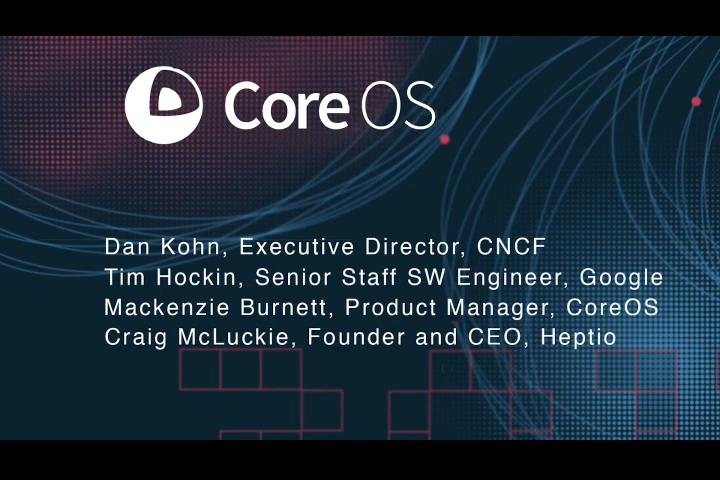 CoreOS
Dan Kohn, Executive Director, CNCF
Tim Hockin, Senior Staff SW Engineer, Google
Mackenzie Burnett, Product Manager, CoreOS
Craig McLuckie, Founder and CEO, Heptio